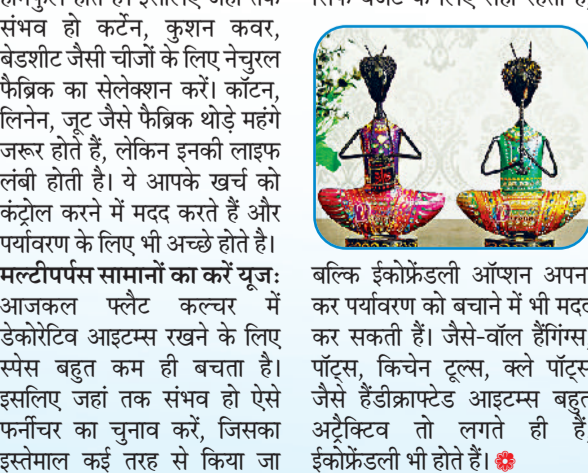 संभव हो कर्टेन, कुशन कवर,
बेडशीट जैसी चीजों के लिए नेचुरल
फैब्रिक का सेलेक्शन करें। कॉटन,
लिनेन, जूट जैसे फैब्रिक थोड़े महंगे
जरूर होते हैं, लेकिन इनकी लाइफ
लंबी होती है। ये आपके खर्च को
कंट्रोल करने में मदद करते हैं और
पर्यावरण के लिए भी अच्छे होते है।
मल्टीपर्पस सामानों का करें यूज:
आजकल फ्लैट कल्चर में
डेकोरेटिव आइटम्स रखने के लिए
स्पेस बहुत कम ही बचता है।
इसलिए जहां तक संभव हो ऐसे
फर्नीचर का चुनाव करें, जिसका
इस्तेमाल कई तरह से किया जा
बल्कि ईकोफ्रेंडली ऑप्शन अपना
कर पर्यावरण को बचाने में भी मदद
कर सकती हैं। जैसे-वॉल हैंगिंग्स,
पॉट्स, किचेन टूल्स, क्ले पॉट्स
जैसे हैंडीक्राफ्टेड आइटम्स बहुत
अट्रैक्टिव तो लगते ही हैं
ईकोफ्रेंडली भी होते हैं।